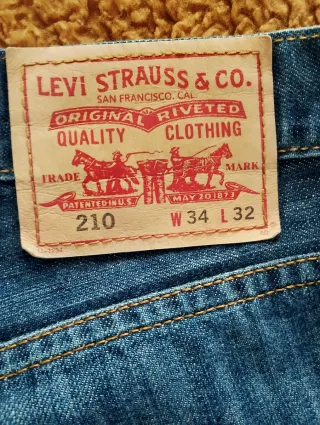 LEVI STRAUSS & CO.
SAN FRANCISCO, CAL.
ORIGINAL RIVETED
QUALITY CLOTHING
TRADE MARK
PATENTED IN U.S. MAY 20 1873
210 W 34 L 32